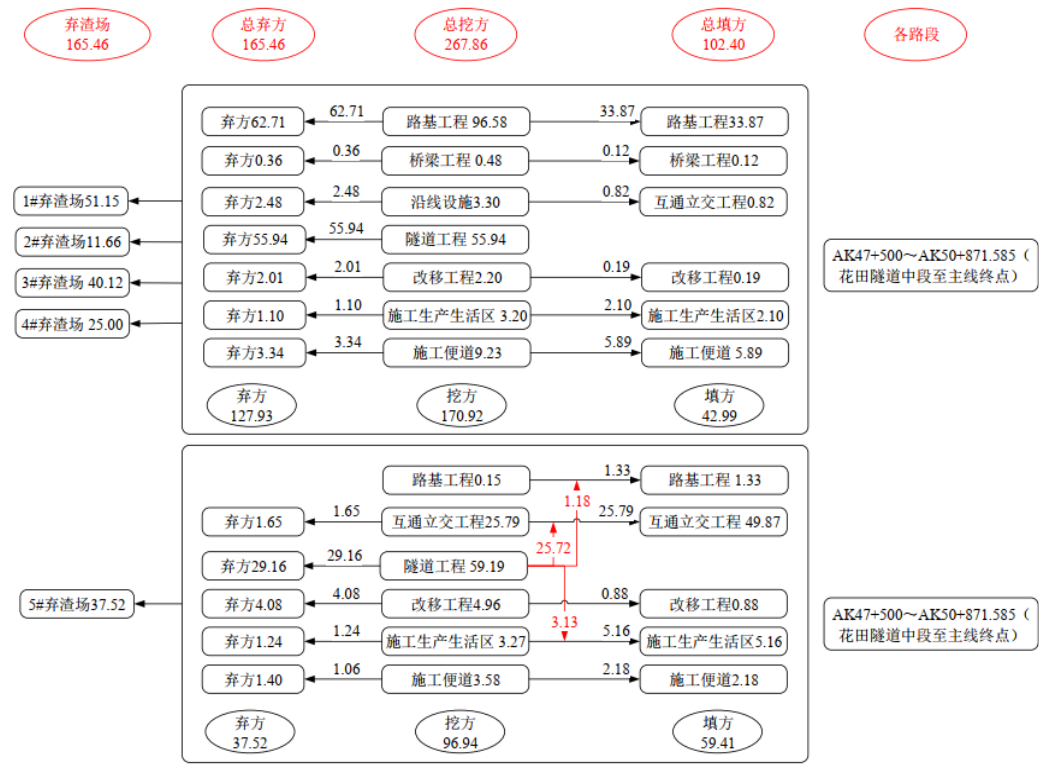 弃渣场
165.46
总弃方
165.46
总挖方
267.86
总填方
102.40
各路段
弃方62.71
62.71
路基工程 96.58
33.87
路基工程33.87
弃方0.36
0.36
桥梁工程 0.48
0.12
桥梁工程0.12
1#弃渣场51.15
弃方2.48
2.48
沿线设施3.30
0.82
互通立交工程0.82
2#弃渣场11.66
弃方55.94
55.94
隧道工程 55.94
3#弃渣场 40.12
弃方2.01
2.01
改移工程2.20
0.19
改移工程0.19
4#弃渣场 25.00
弃方1.10
1.10
施工生产生活区 3.20
2.10
施工生产生活区2.10
弃方3.34
3.34
施工便道9.23
5.89
施工便道 5.89
弃方
127.93
挖方
170.92
填方
42.99
AK47+500～AK50+871.585（
花田隧道中段至主线终点）
路基工程0.15
1.33
路基工程 1.33
1.18
弃方1.65
1.65
互通立交工程25.79
25.79
互通立交工程 49.87
25.72
弃方29.16
29.16
隧道工程 59.19
5#弃渣场37.52
弃方4.08
4.08
改移工程4.96
0.88
改移工程0.88
3.13
弃方1.24
1.24
施工生产生活区 3.27
5.16
施工生产生活区5.16
弃方1.40
1.06
施工便道3.58
2.18
施工便道2.18
弃方
37.52
挖方
96.94
填方
59.41
AK47+500～AK50+871.585（
花田隧道中段至主线终点）